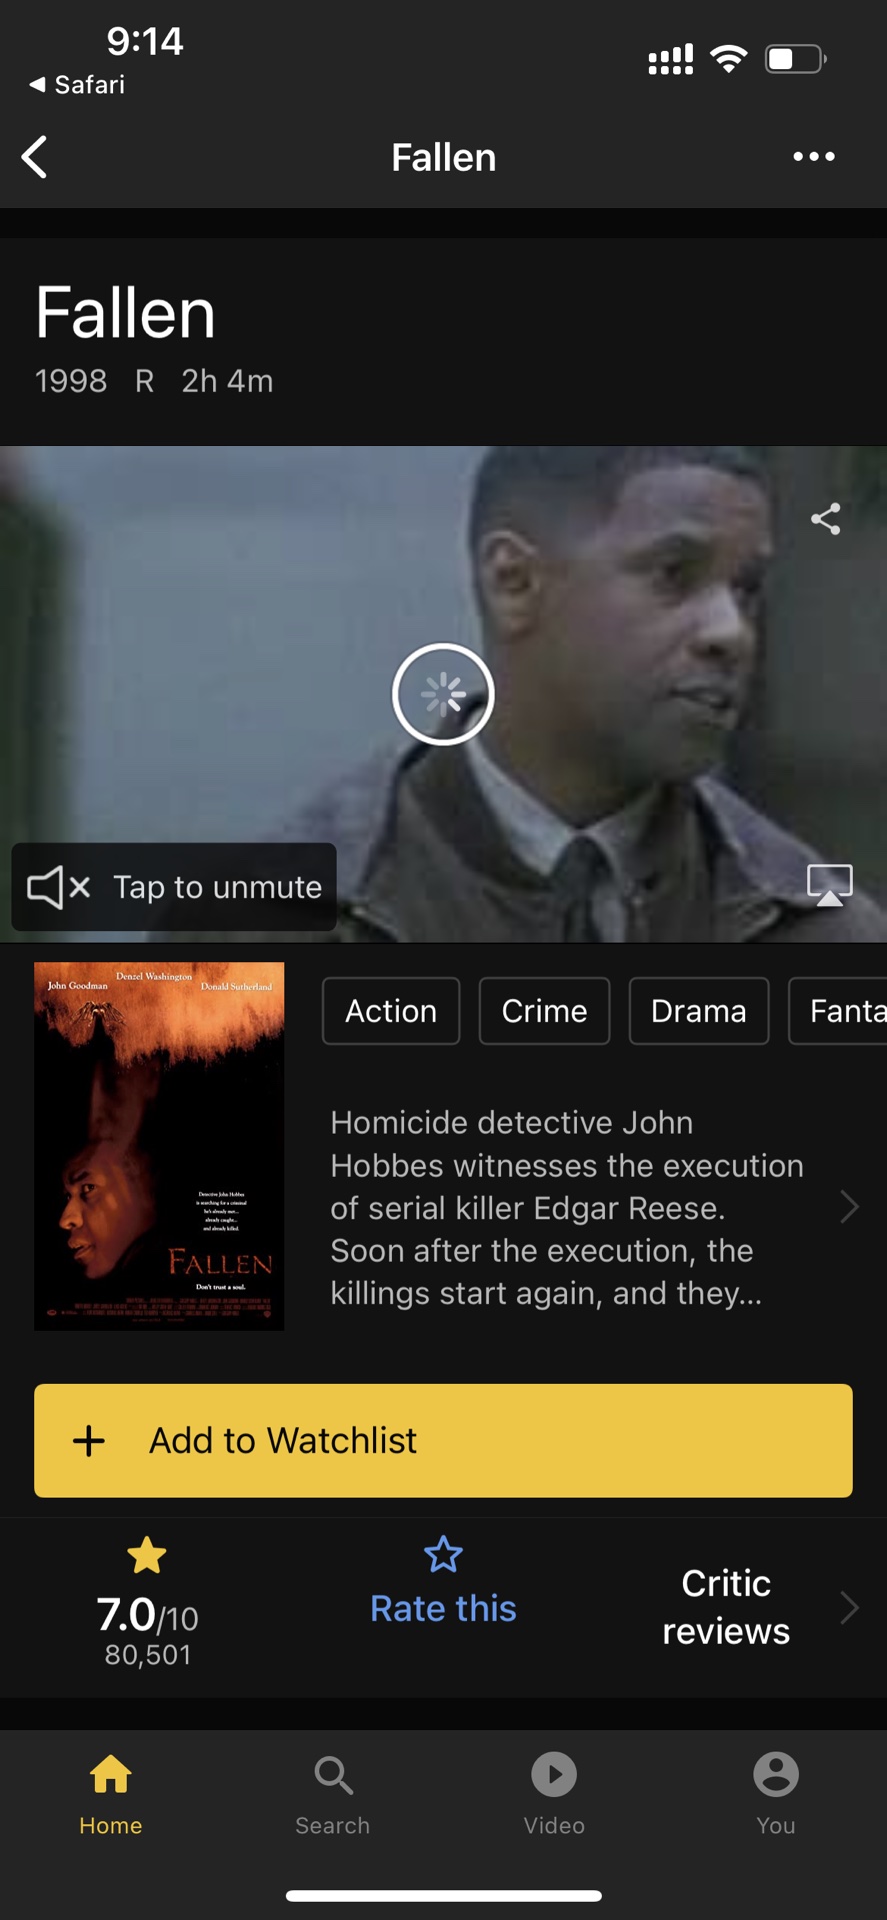 9:14
Safari
Fallen
Fallen
1998 R 2h 4m
Tap to unmute
Denzel Washington
John Goodman
Donald Sutherland
Detective John Hobbes
is searching for a criminal
he's already met...
already caught...
and already killed.
FALLEN
Don't trust a soul.
Action Crime Drama Fanta
Homicide detective John
Hobbes witnesses the execution
of serial killer Edgar Reese.
Soon after the execution, the
killings start again, and they...
Add to Watchlist
7.0/10
80,501
Rate this
Critic
reviews
Home Search Video You